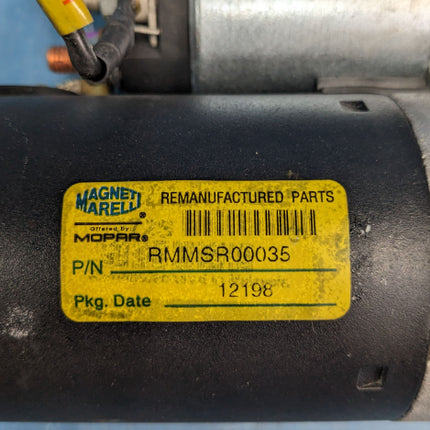 MAGNETI
MARELLI®
REMANUFACTURED PARTS
Offered by
MOPAR®
P/N RMMSR00035
Pkg. Date 12198